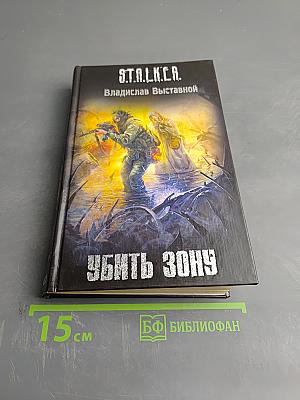 S.T.A.L.K.E.R.
Владислав Выставной
УБИТЬ ЗОНУ
15 см
БФ БИБЛИОФАН